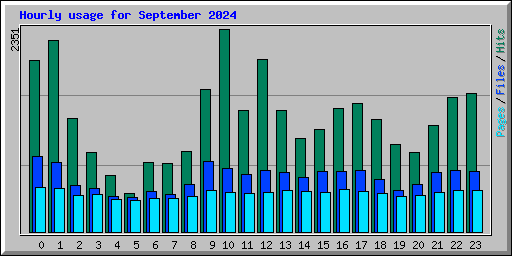 Hourly usage for September 2024
2351
Pages/Files/Hits
0 1 2 3 4 5 6 7 8 9 10 11 12 13 14 15 16 17 18 19 20 21 22 23